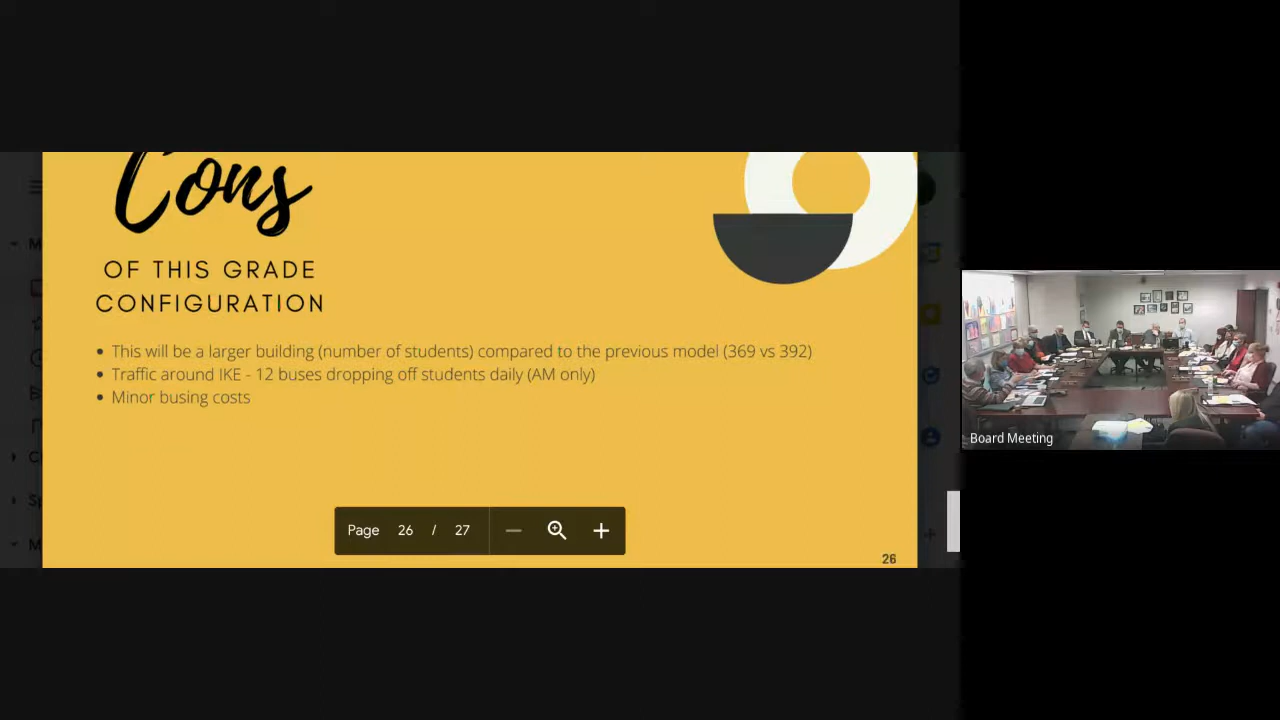 Cons
OF THIS GRADE
CONFIGURATION
• This will be a larger building (number of students) compared to the previous model (369 vs 392)
• Traffic around IKE - 12 buses dropping off students daily (AM only)
• Minor busing costs
Page 26 / 27
26
Board Meeting